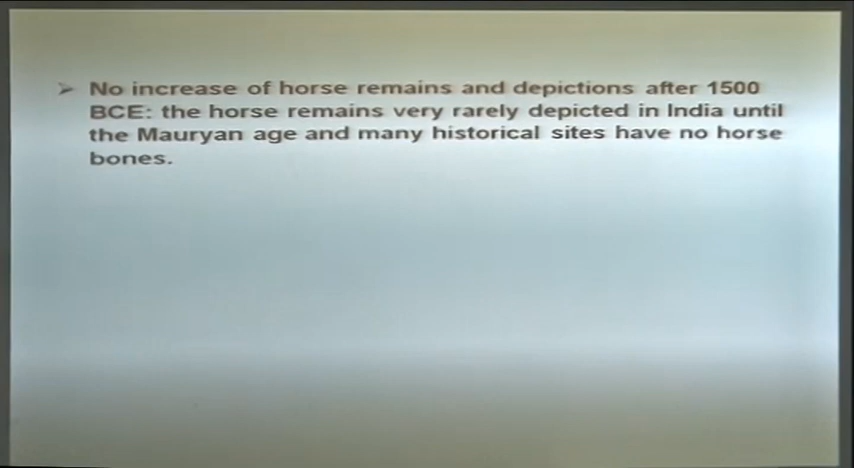 ➢ No increase of horse remains and depictions after 1500
BCE: the horse remains very rarely depicted in India until
the Mauryan age and many historical sites have no horse
bones.